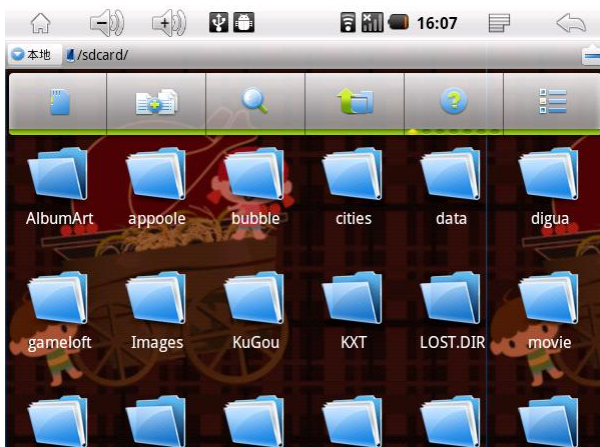 16:07
本地 /sdcard/
AlbumArt appoole bubble cities data digua
gameloft Images KuGou KXT LOST.DIR movie